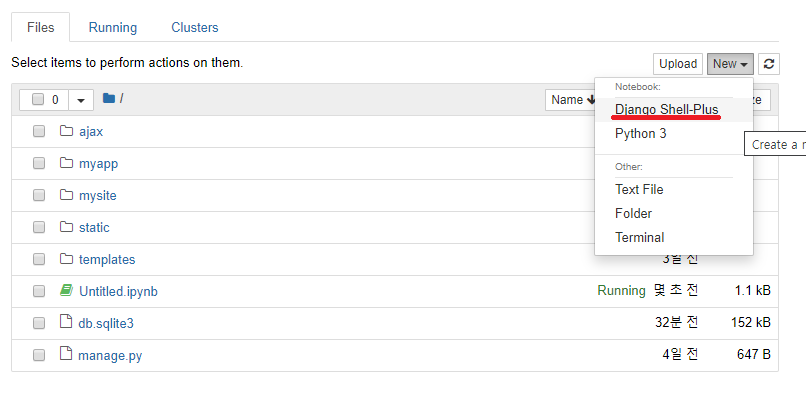 Files Running Clusters
Select items to perform actions on them.
Upload New
0 / Name
Notebook:
Django Shell-Plus
Python 3
Create a
Other:
Text File
Folder
Terminal
ajax
myapp
mysite
static
templates 3일 전
Untitled.ipynb Running 몇 초 전 1.1 kB
db.sqlite3 32분 전 152 kB
manage.py 4일 전 647 B